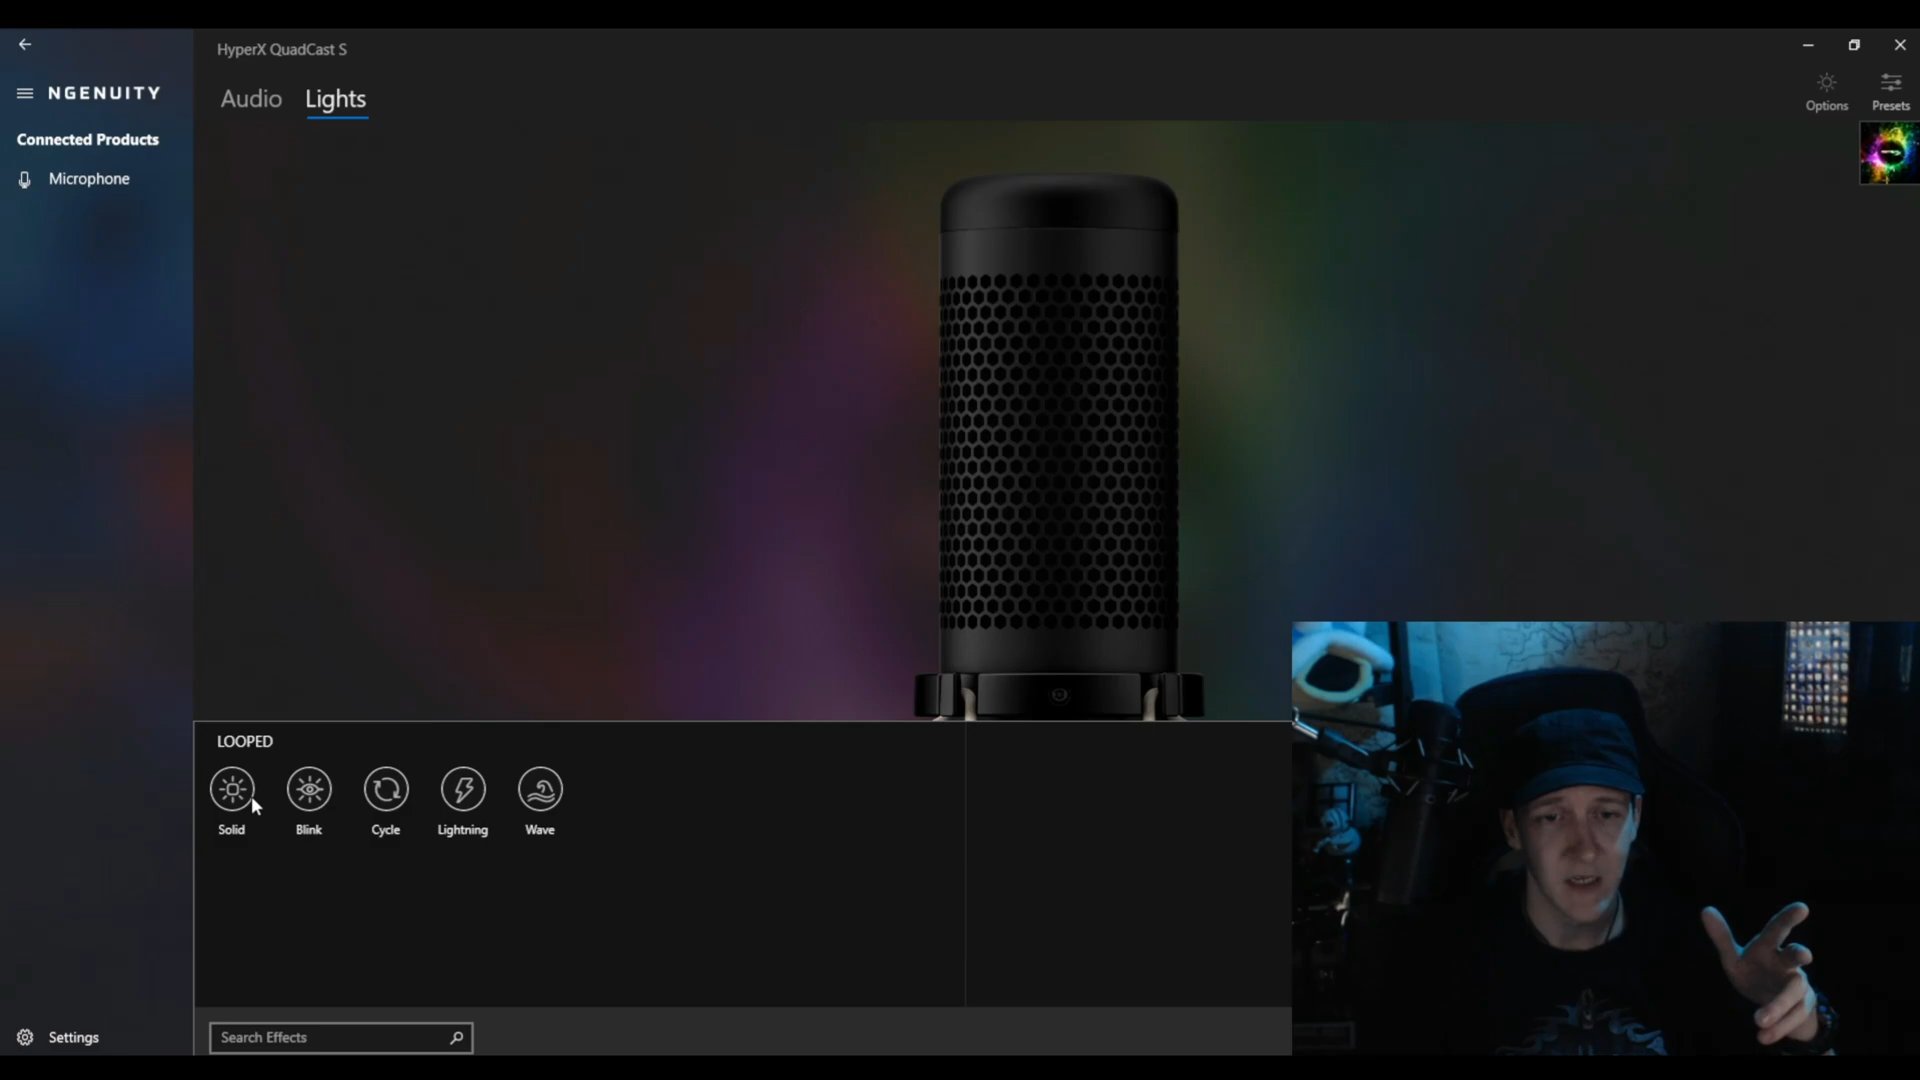 HyperX QuadCast S
NGENUITY
Audio Lights
Options Presets
Connected Products
Microphone
LOOPED
Solid Blink Cycle Lightning Wave
Settings
Search Effects